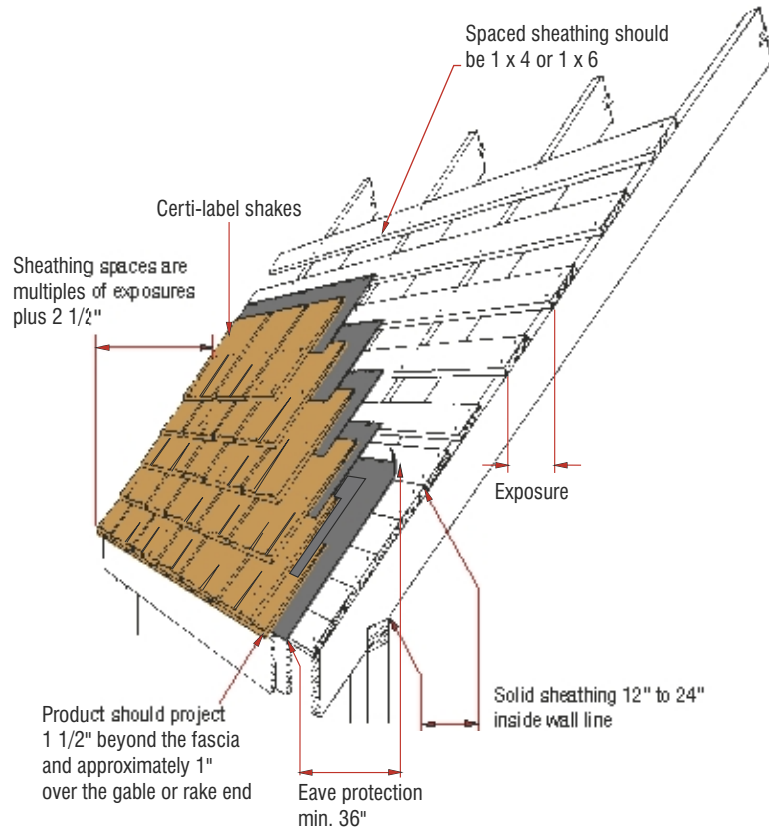 Spaced sheathing should
be 1 x 4 or 1 x 6
Certi-label shakes
Sheathing spaces are
multiples of exposures
plus 2 1/2"
Exposure
Solid sheathing 12" to 24"
inside wall line
Product should project
1 1/2" beyond the fascia
and approximately 1"
over the gable or rake end
Eave protection
min. 36"